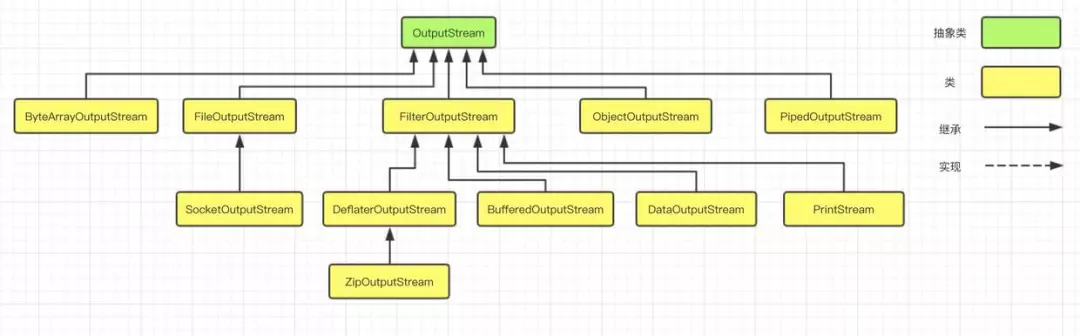 OutputStream
抽象类
类
ByteArrayOutputStream
FileOutputStream
FilterOutputStream
ObjectOutputStream
PipedOutputStream
继承
实现
SocketOutputStream
DeflaterOutputStream
BufferedOutputStream
DataOutputStream
PrintStream
ZipOutputStream